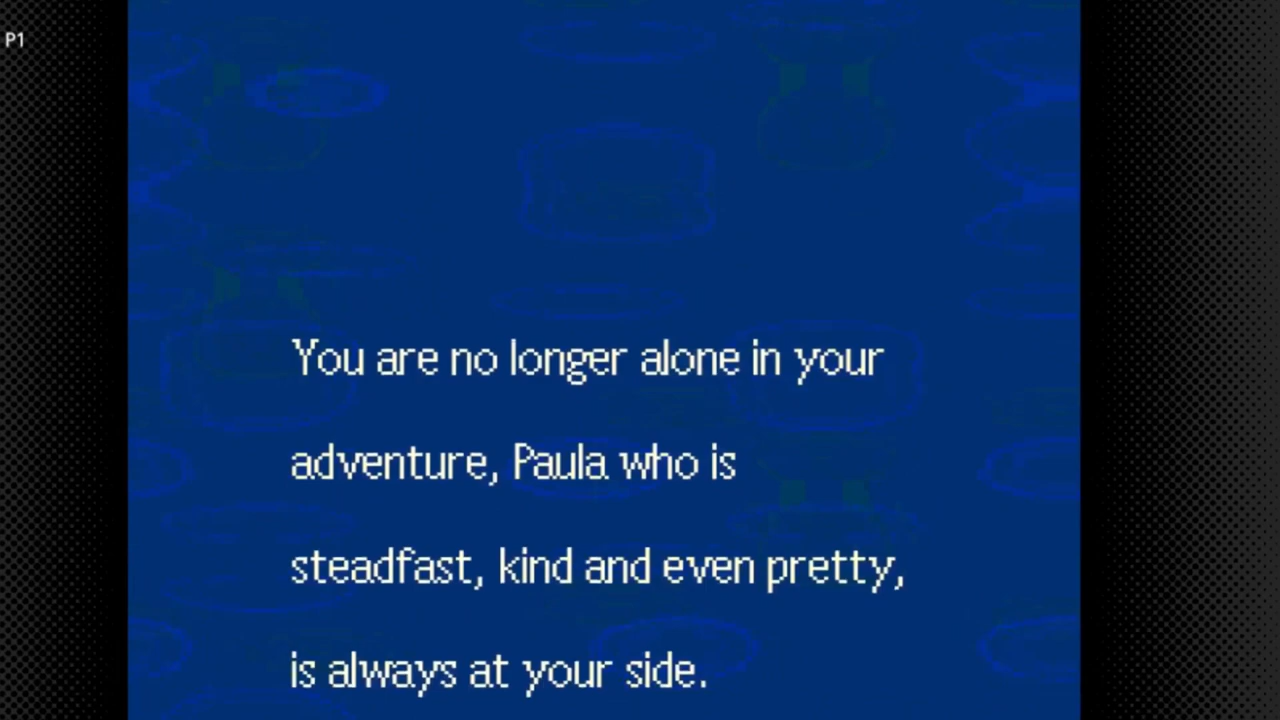 P1
You are no longer alone in your
adventure, Paula who is
steadfast, kind and even pretty,
is always at your side.